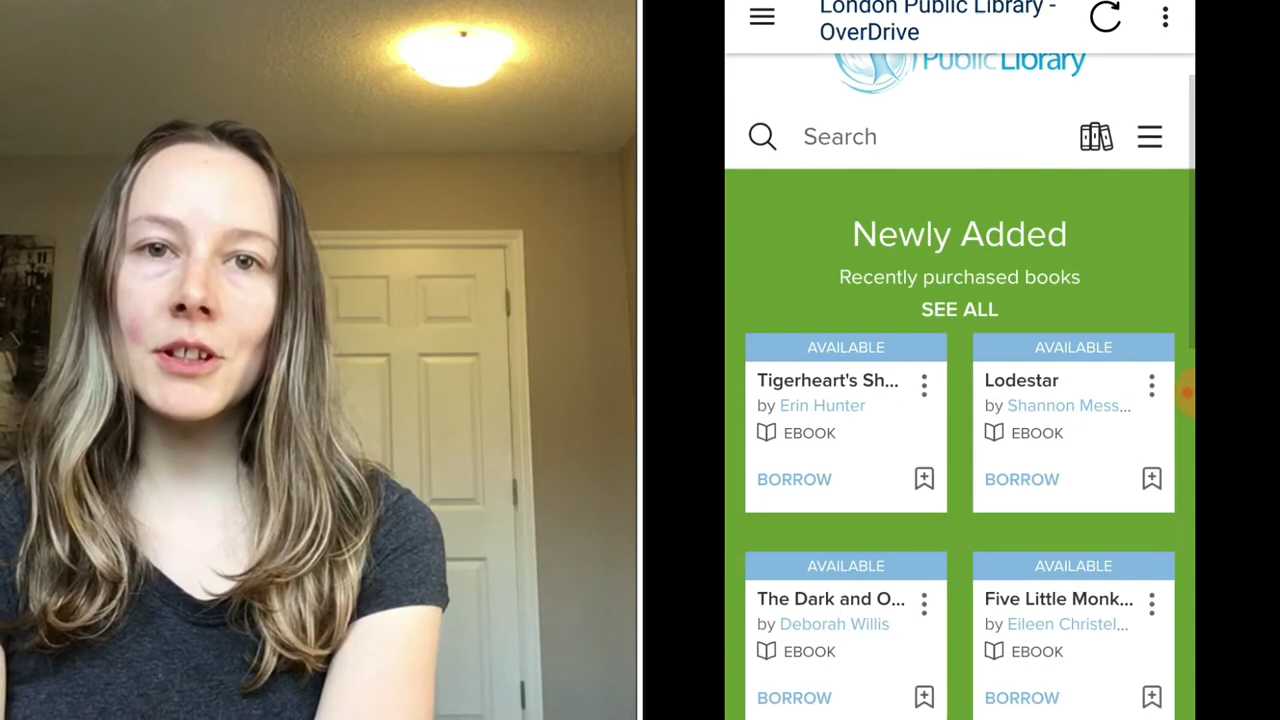 London Public Library -
OverDrive
Public Library
Search
Newly Added
Recently purchased books
SEE ALL
AVAILABLE
Tigerheart's Sh...
by Erin Hunter
EBOOK
BORROW
AVAILABLE
Lodestar
by Shannon Mess...
EBOOK
BORROW
AVAILABLE
The Dark and O...
by Deborah Willis
EBOOK
BORROW
AVAILABLE
Five Little Monk...
by Eileen Christel...
EBOOK
BORROW